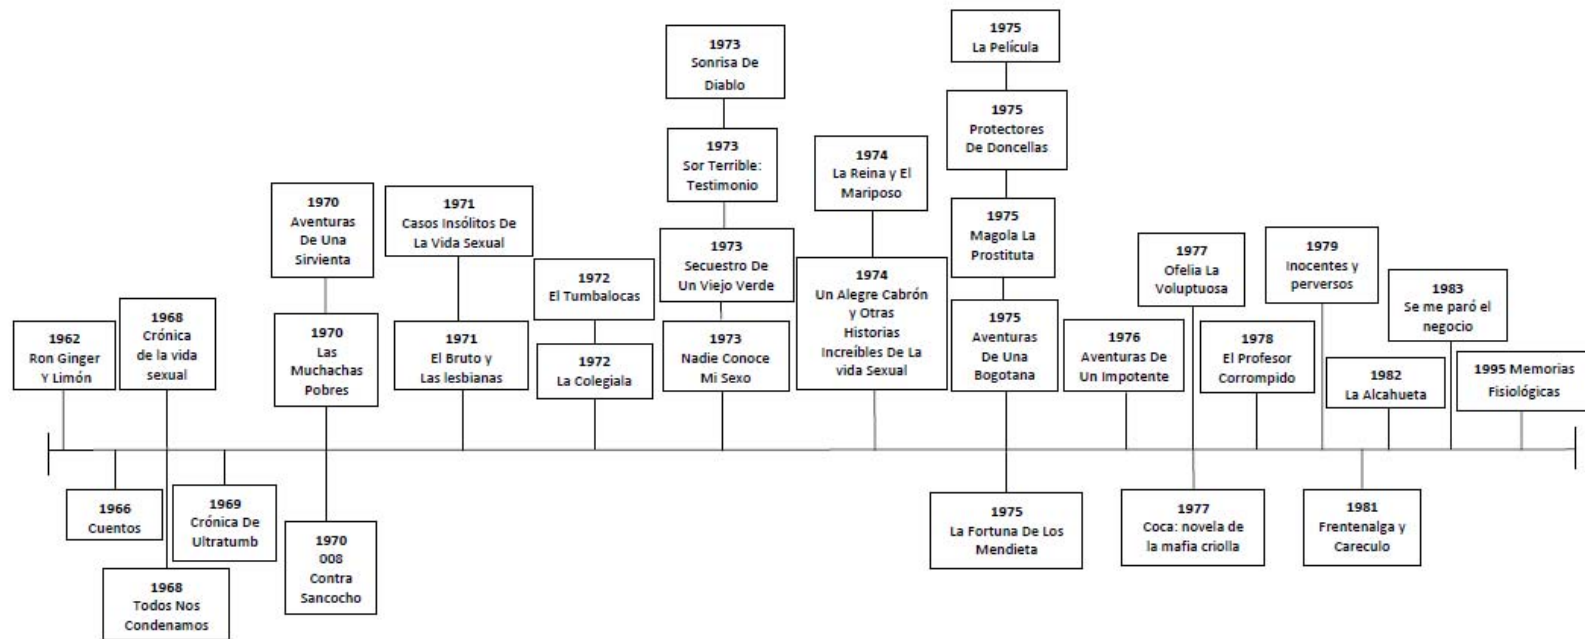 1962
Ron Ginger
Y Limón
1966
Cuentos
1968
Crónica
de la vida
sexual
1968
Todos Nos
Condenamos
1969
Crónica De
Ultratumb
1970
Aventuras
De Una
Sirvienta
1970
Las
Muchachas
Pobres
1970
008
Contra
Sancocho
1971
Casos Insólitos De
La Vida Sexual
1971
El Bruto y
Las lesbianas
1972
El Tumbalocas
1972
La Colegiala
1973
Sonrisa De
Diablo
1973
Sor Terrible:
Testimonio
1973
Secuestro De
Un Viejo Verde
1973
Nadie Conoce
Mi Sexo
1974
La Reina y El
Mariposo
1974
Un Alegre Cabrón
y Otras
Historias
Increíbles De La
vida Sexual
1975
La Película
1975
Protectores
De Doncellas
1975
Magola La
Prostituta
1975
Aventuras
De Una
Bogotana
1975
La Fortuna De Los
Mendieta
1976
Aventuras De
Un Impotente
1977
Ofelia La
Voluptuosa
1977
Coca: novela de
la mafia criolla
1978
El Profesor
Corrompido
1979
Inocentes y
perversos
1981
Frentenalga y
Careculo
1982
La Alcahueta
1983
Se me paró el
negocio
1995 Memorias
Fisiológicas